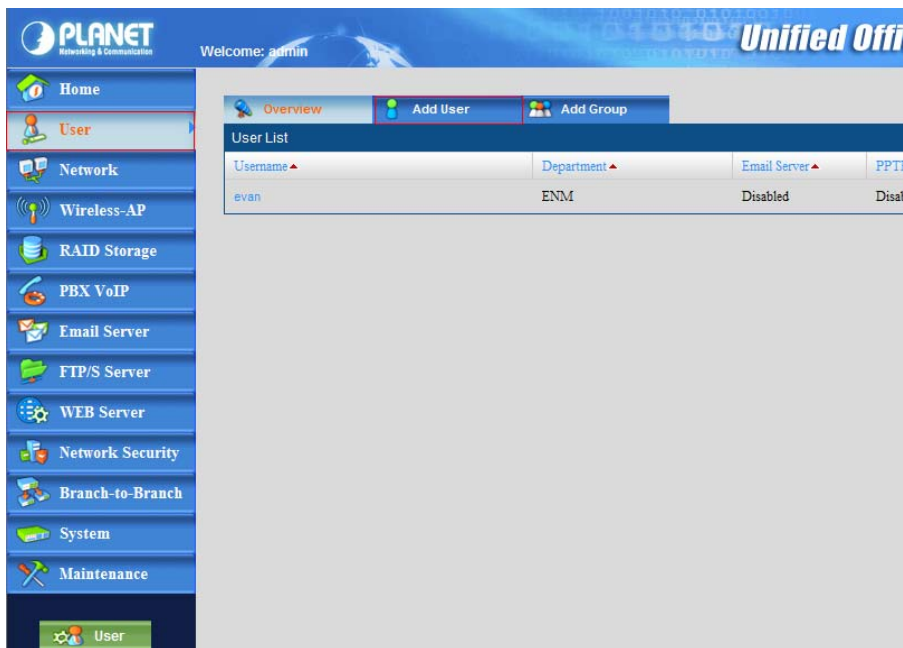 PLANET
Networking & Communication
Welcome: admin
Unified Offi
Home
User
Network
Wireless-AP
RAID Storage
PBX VoIP
Email Server
FTP/S Server
WEB Server
Network Security
Branch-to-Branch
System
Maintenance
User
Overview
Add User
Add Group
User List
Username Department Email Server PPT
evan ENM Disabled Disa